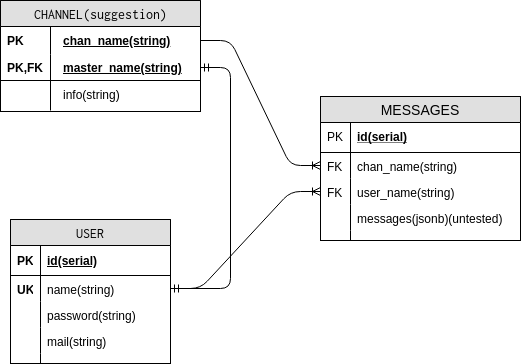 CHANNEL(suggestion)
PK chan_name(string)
PK,FK master_name(string)
info(string)
MESSAGES
PK id(serial)
FK chan_name(string)
FK user_name(string)
messages(jsonb)(untested)
USER
PK id(serial)
UK name(string)
password(string)
mail(string)